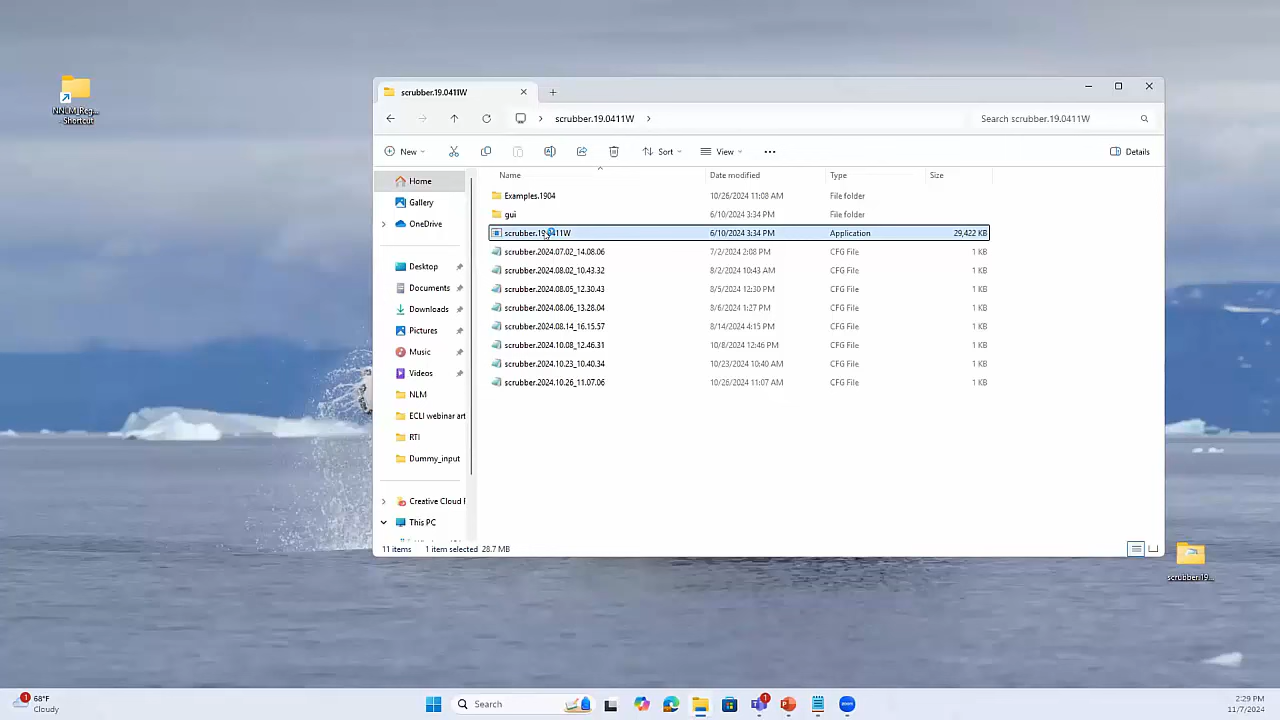 NNLM_Reg...
- Shortcut
scrubber.19.0411W
scrubber.19.0411W
Search scrubber.19.0411W
New
Sort
View
Details
Name
Date modified
Type
Size
Home
Gallery
OneDrive
Desktop
Documents
Downloads
Pictures
Music
Videos
NLM
ECLI webinar art
RTI
Dummy_input
Creative Cloud F
This PC
Examples.1904 10/26/2024 11:08 AM File folder
gui 6/10/2024 3:34 PM File folder
scrubber.19.0411W 6/10/2024 3:34 PM Application 29,422 KB
scrubber.2024.07.02_14.08.06 7/2/2024 2:08 PM CFG File 1 KB
scrubber.2024.08.02_10.43.32 8/2/2024 10:43 AM CFG File 1 KB
scrubber.2024.08.05_12.30.43 8/5/2024 12:30 PM CFG File 1 KB
scrubber.2024.08.06_13.28.04 8/6/2024 1:27 PM CFG File 1 KB
scrubber.2024.08.14_16.15.57 8/14/2024 4:15 PM CFG File 1 KB
scrubber.2024.10.08_12.46.31 10/8/2024 12:46 PM CFG File 1 KB
scrubber.2024.10.23_10.40.34 10/23/2024 10:40 AM CFG File 1 KB
scrubber.2024.10.26_11.07.06 10/26/2024 11:07 AM CFG File 1 KB
11 items 1 item selected 28.7 MB
scrubber.19...
1
68°F
Cloudy
Search
1
2:29 PM
11/7/2024